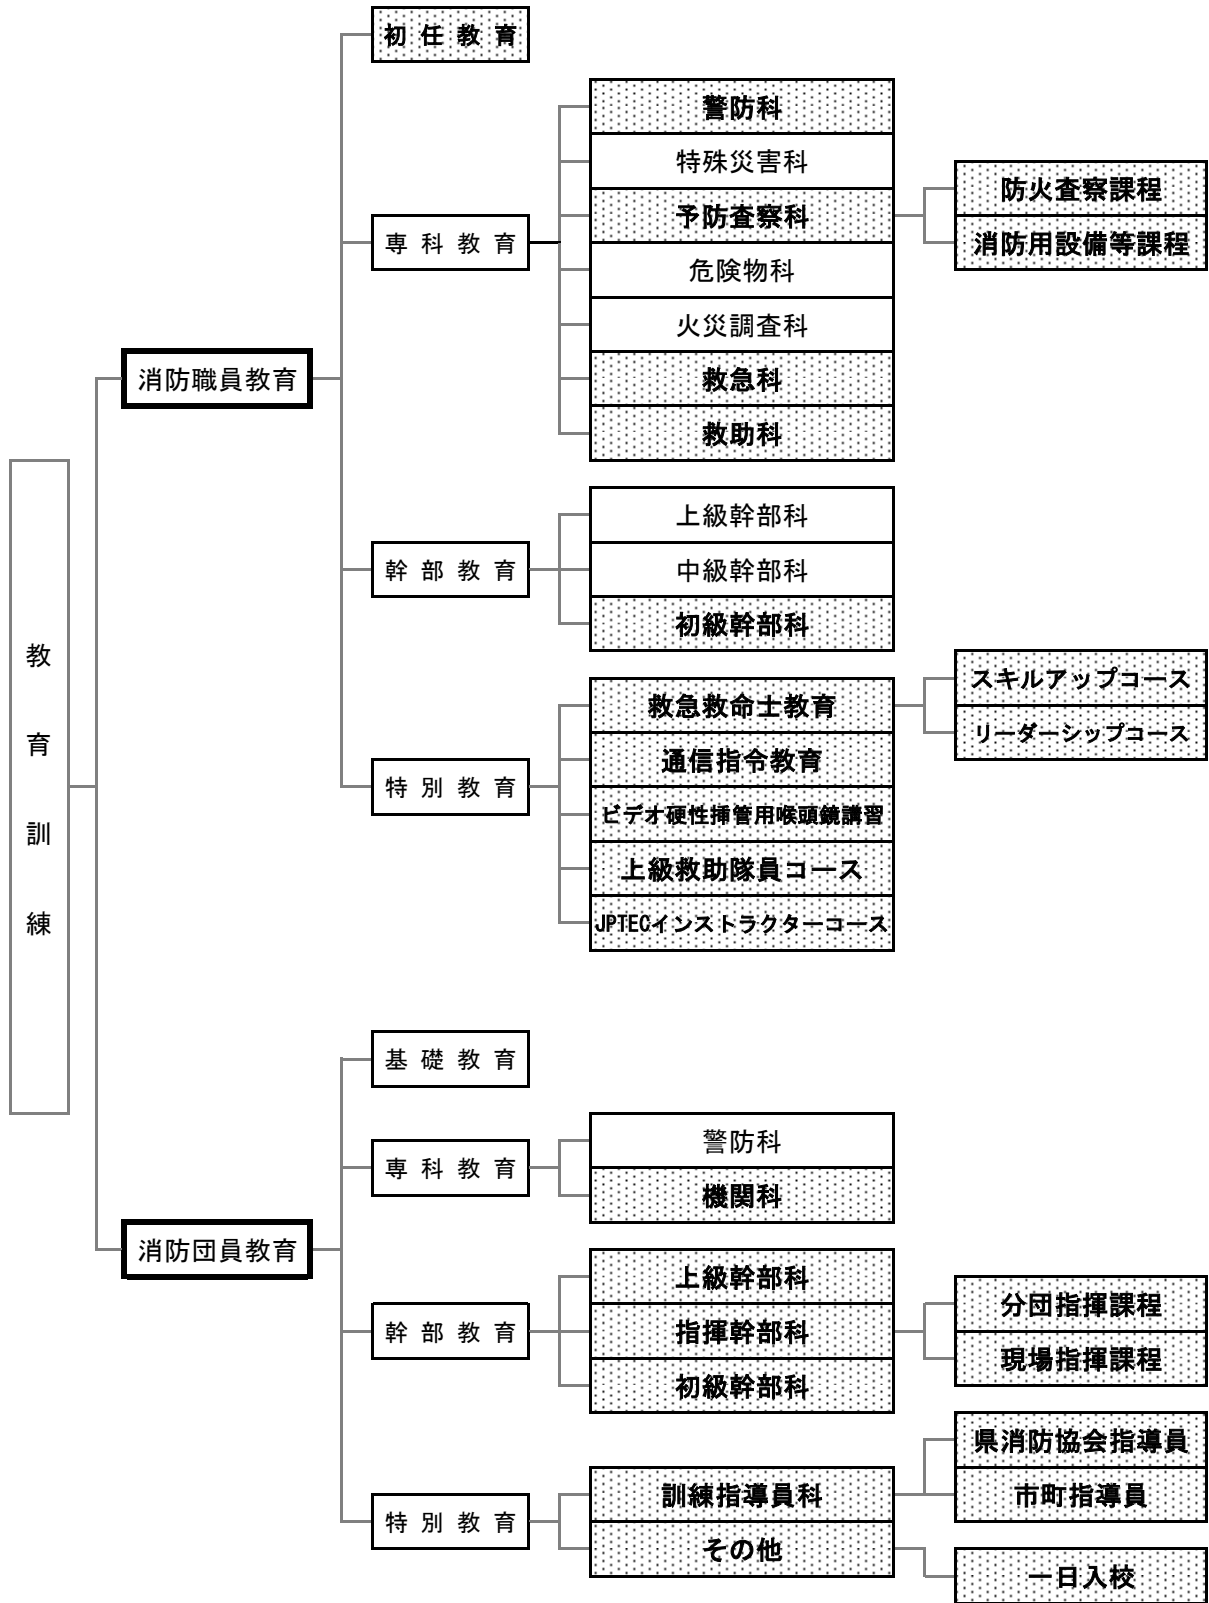 教育訓練
消防職員教育
初任教育
専科教育
警防科
特殊災害科
予防査察科
防火査察課程
消防用設備等課程
危険物科
火災調査科
救急科
救助科
幹部教育
上級幹部科
中級幹部科
初級幹部科
特別教育
救急救命士教育
スキルアップコース
リーダーシップコース
通信指令教育
ビデオ硬性挿管用喉頭鏡講習
上級救助隊員コース
JPTECインストラクターコース
消防団員教育
基礎教育
専科教育
警防科
機関科
幹部教育
上級幹部科
指揮幹部科
分団指揮課程
現場指揮課程
初級幹部科
特別教育
訓練指導員科
県消防協会指導員
市町指導員
その他
一日入校